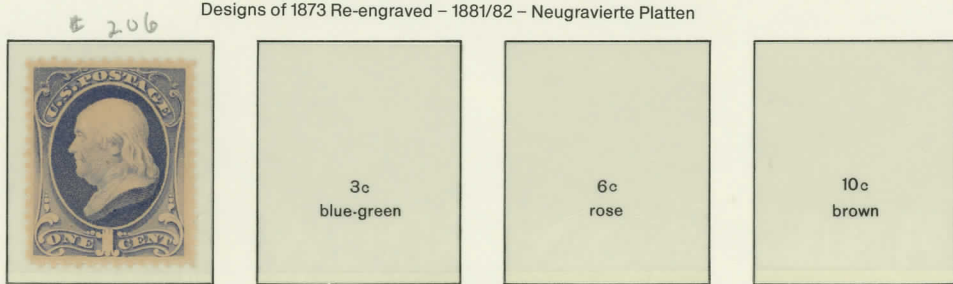 Designs of 1873 Re-engraved – 1881/82 – Neugravierte Platten
# 206
U.S. POSTAGE
ONE 1 CENT
3c
blue-green
6c
rose
10c
brown